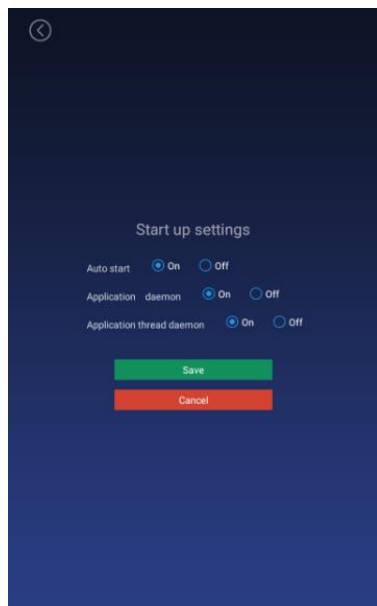 Start up settings
Auto start On Off
Application daemon On Off
Application thread daemon On Off
Save
Cancel